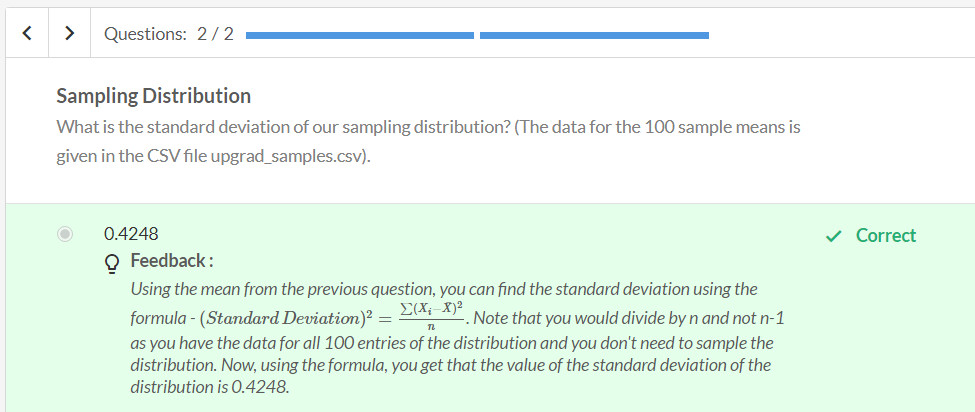 Questions: 2 / 2
Sampling Distribution
What is the standard deviation of our sampling distribution? (The data for the 100 sample means is
given in the CSV file upgrad_samples.csv).
0.4248
Correct
Feedback :
Using the mean from the previous question, you can find the standard deviation using the
formula - (Standard Deviation)² = ∑(Xᵢ−X̄)²/n. Note that you would divide by n and not n-1
as you have the data for all 100 entries of the distribution and you don't need to sample the
distribution. Now, using the formula, you get that the value of the standard deviation of the
distribution is 0.4248.